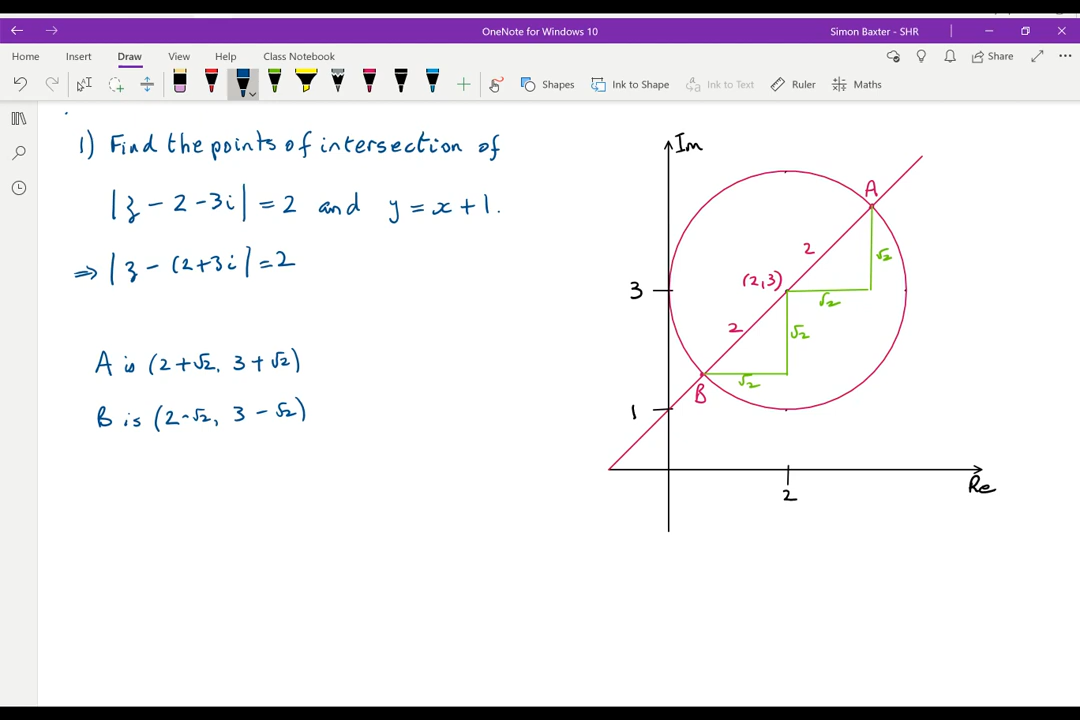 OneNote for Windows 10
Simon Baxter - SHR
Home Insert Draw View Help Class Notebook
Share
Shapes Ink to Shape Ink to Text Ruler Maths
1) Find the points of intersection of
|z - 2 - 3i| = 2 and y = x + 1.
⇒ |z - (2+3i| = 2
A is (2+√2, 3+√2)
B is (2-√2, 3-√2)
Im
A
2
√2
(2,3)
3
√2
2
√2
√2
B
1
Re
2